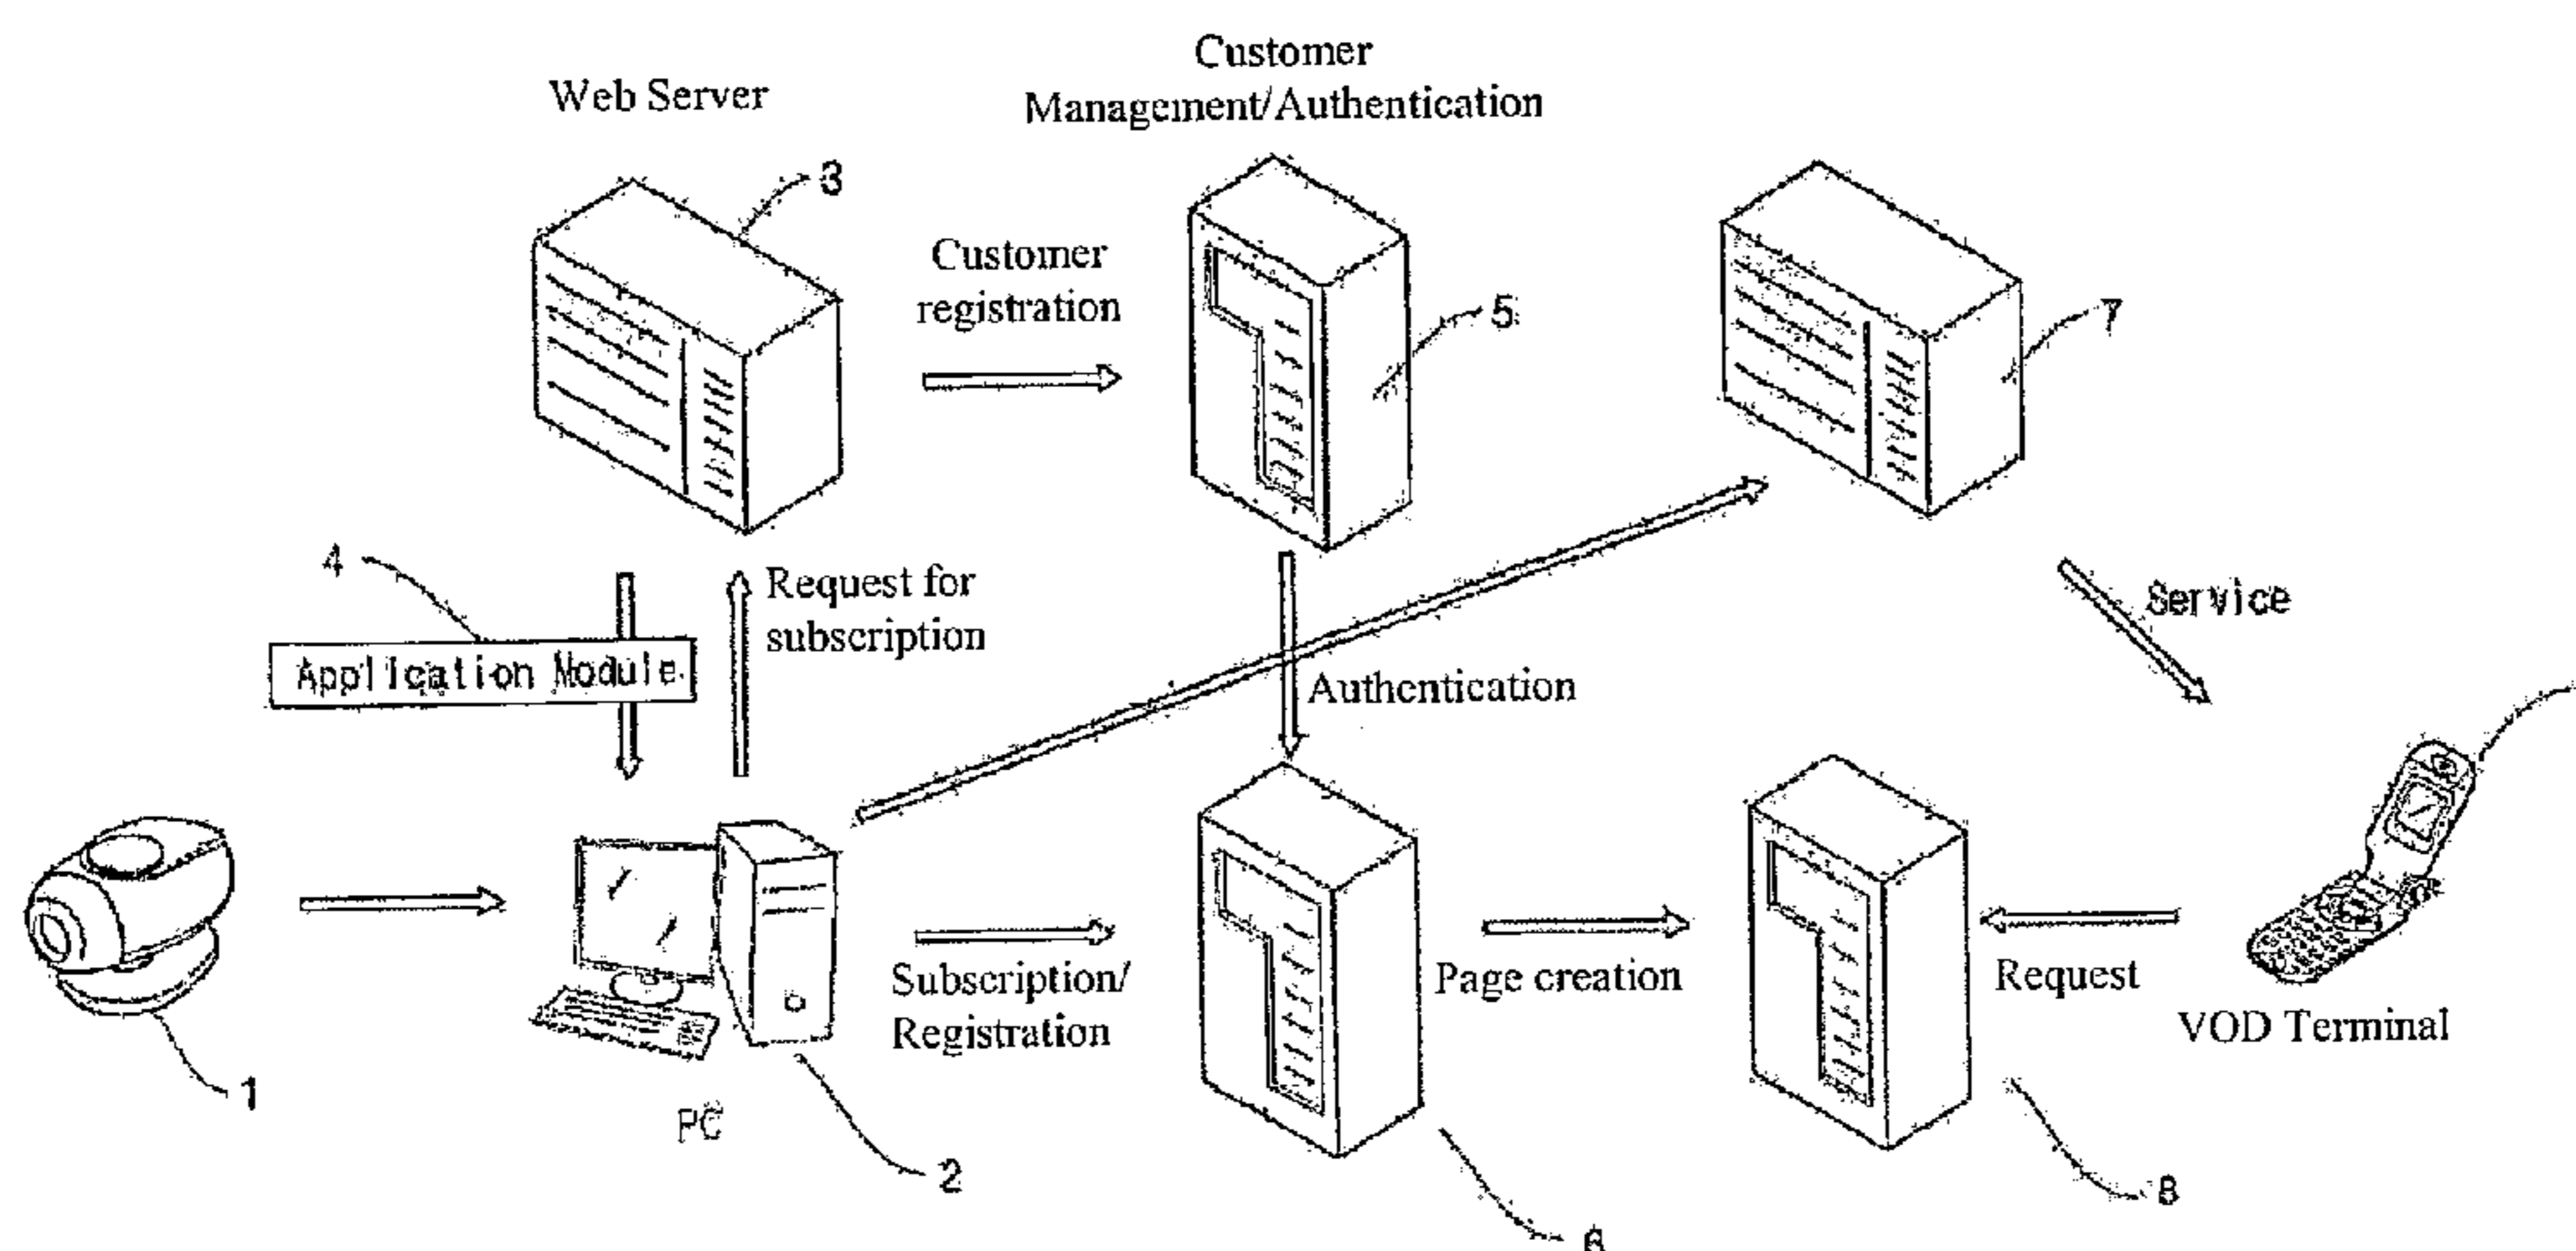 Customer
Management/Authentication
Web Server
3
Customer
registration
5
7
4
Request for
subscription
Service
Application Module
Authentication
Subscription/
Registration
Page creation
Request
VOD Terminal
1
PC
2
8
6